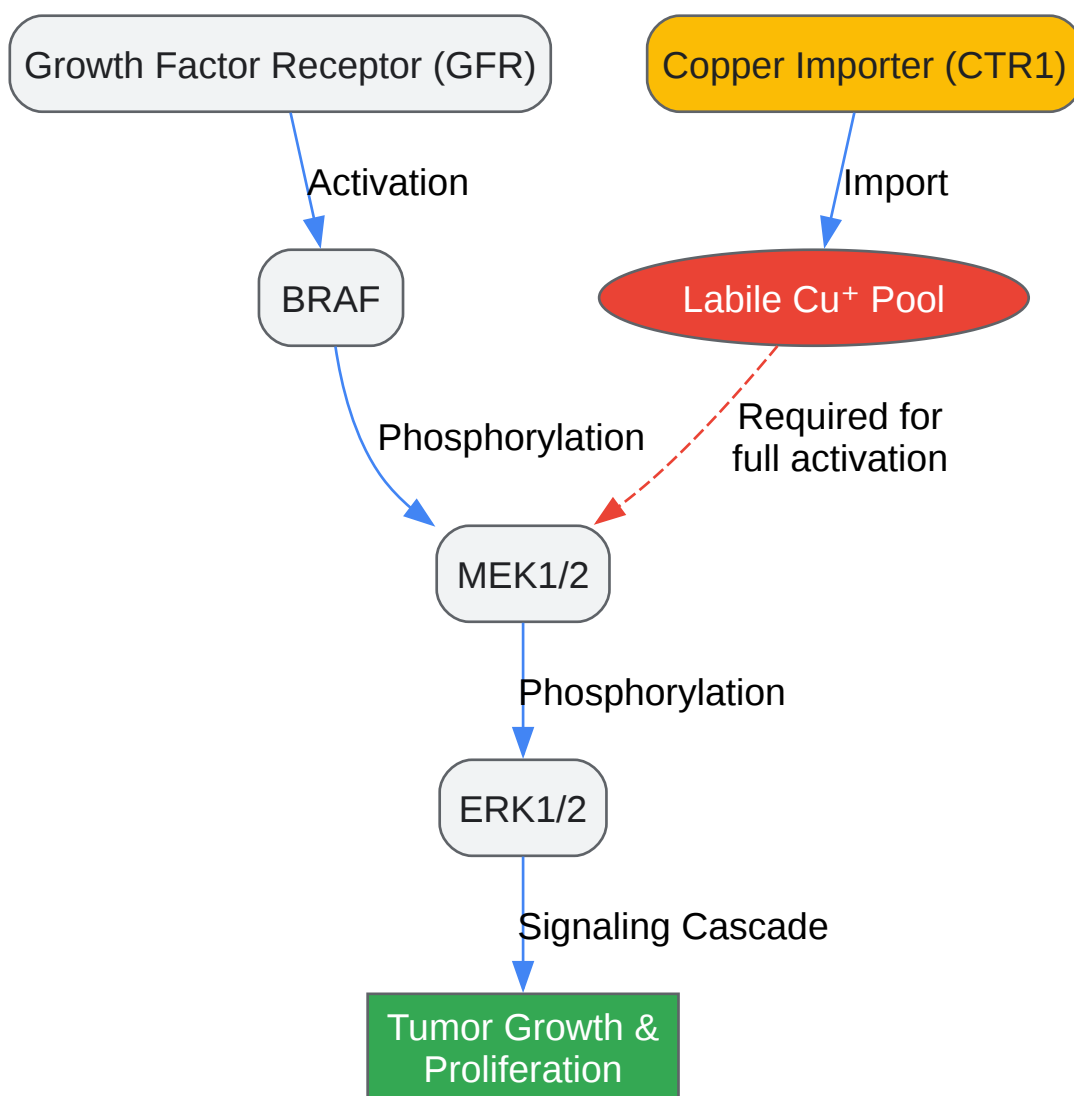 Growth Factor Receptor (GFR)
Copper Importer (CTR1)
Activation
Import
BRAF
Labile Cu⁺ Pool
Phosphorylation
Required for
full activation
MEK1/2
Phosphorylation
ERK1/2
Signaling Cascade
Tumor Growth &
Proliferation